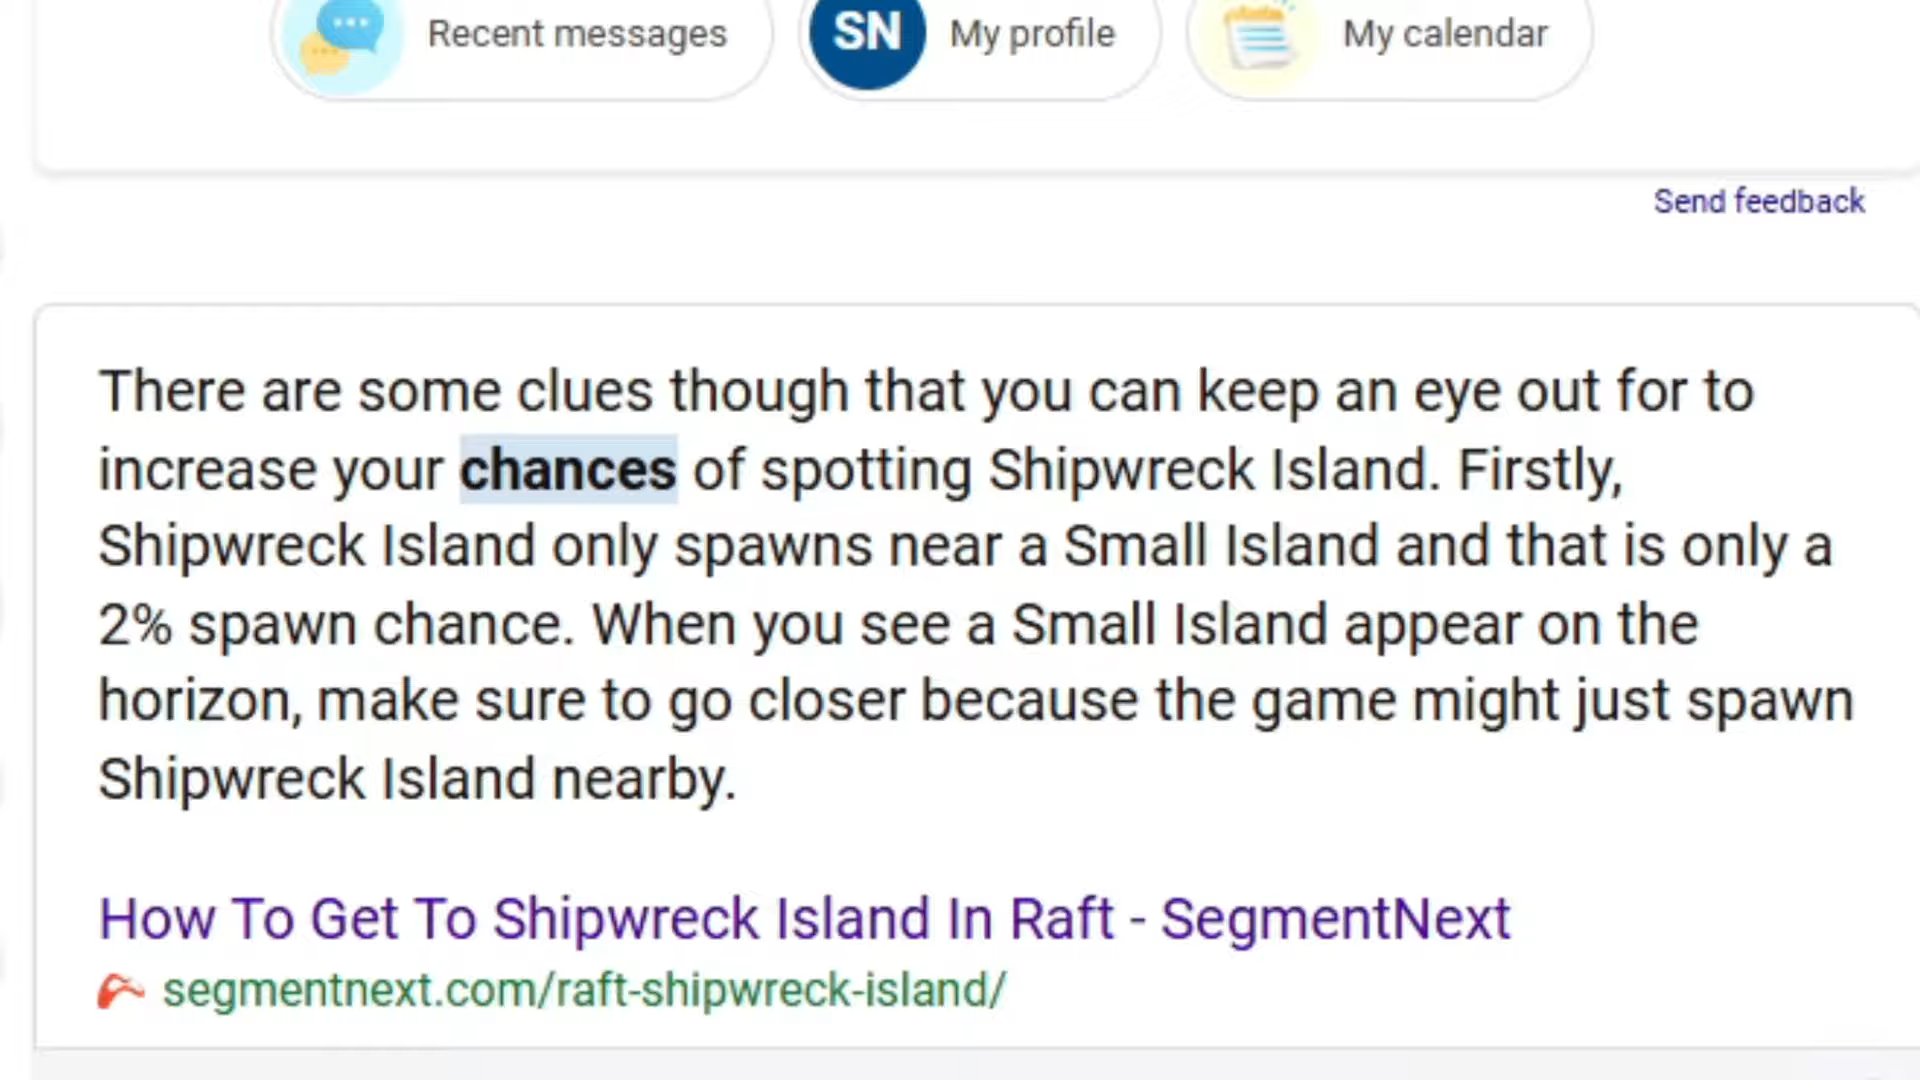 Recent messages
SN
My profile
My calendar
Send feedback
There are some clues though that you can keep an eye out for to
increase your chances of spotting Shipwreck Island. Firstly,
Shipwreck Island only spawns near a Small Island and that is only a
2% spawn chance. When you see a Small Island appear on the
horizon, make sure to go closer because the game might just spawn
Shipwreck Island nearby.
How To Get To Shipwreck Island In Raft - SegmentNext
segmentnext.com/raft-shipwreck-island/